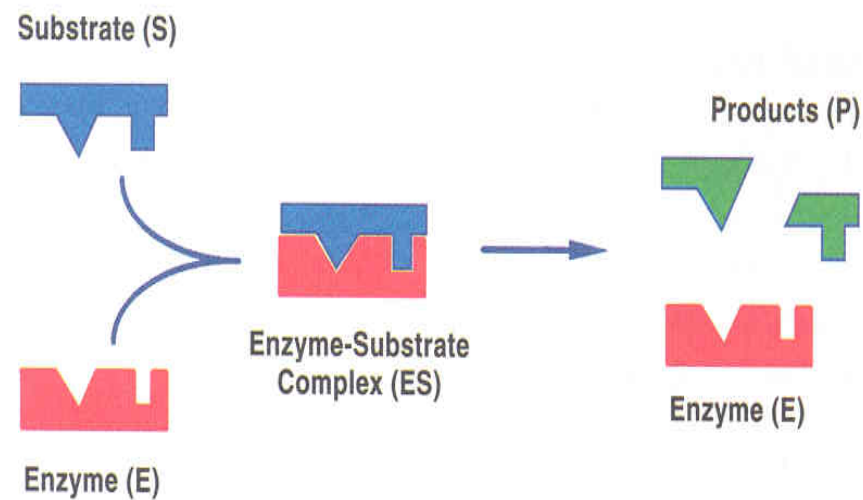 Substrate (S)
Enzyme (E)
Enzyme-Substrate
Complex (ES)
Products (P)
Enzyme (E)